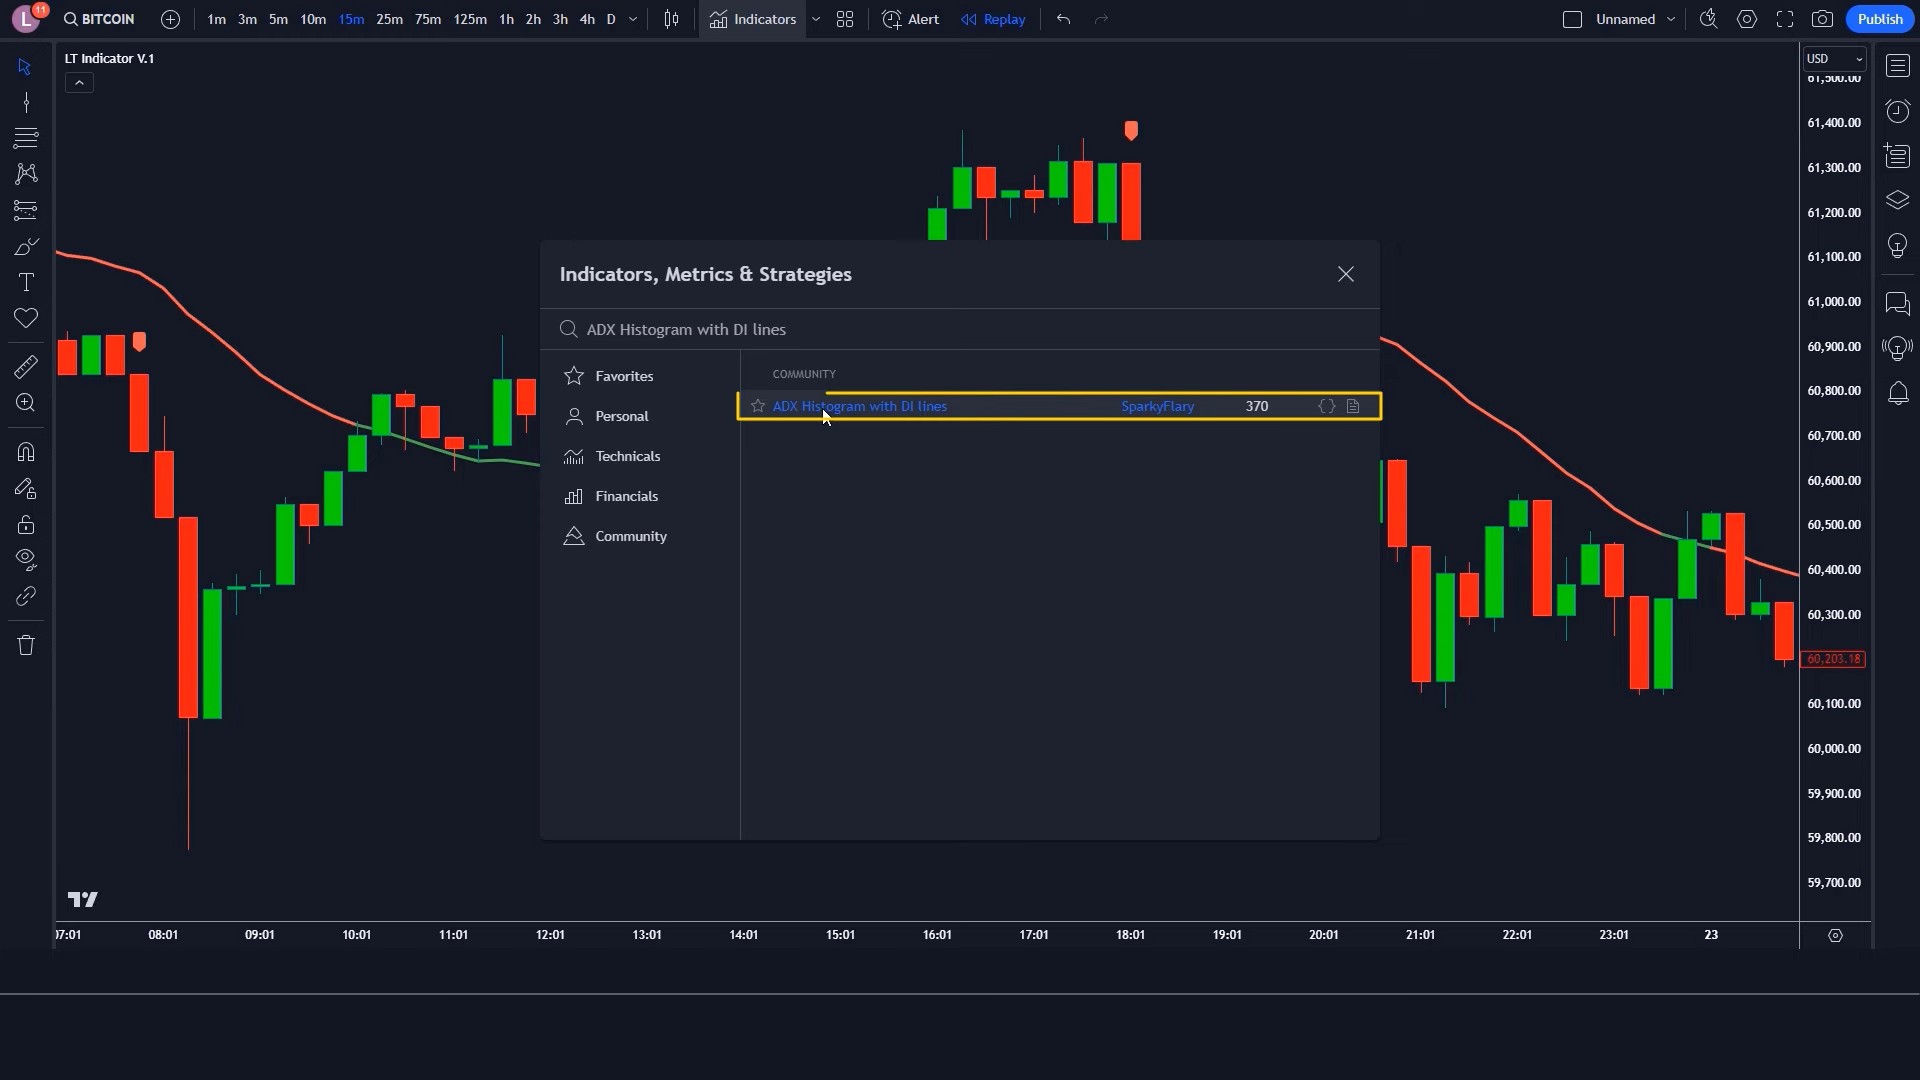 L 11 BITCOIN 1m 3m 5m 10m 15m 25m 75m 125m 1h 2h 3h 4h D Indicators Alert Replay Unnamed Publish
LT Indicator V.1
USD
61,500.00
61,400.00
61,300.00
61,200.00
61,100.00
61,000.00
60,900.00
60,800.00
60,700.00
60,600.00
60,500.00
60,400.00
60,300.00
60,203.18
60,100.00
60,000.00
59,900.00
59,800.00
59,700.00
Indicators, Metrics & Strategies
ADX Histogram with DI lines
Favorites
Personal
Technicals
Financials
Community
COMMUNITY
ADX Histogram with DI lines SparkyFlary 370
07:01 08:01 09:01 10:01 11:01 12:01 13:01 14:01 15:01 16:01 17:01 18:01 19:01 20:01 21:01 22:01 23:01 23